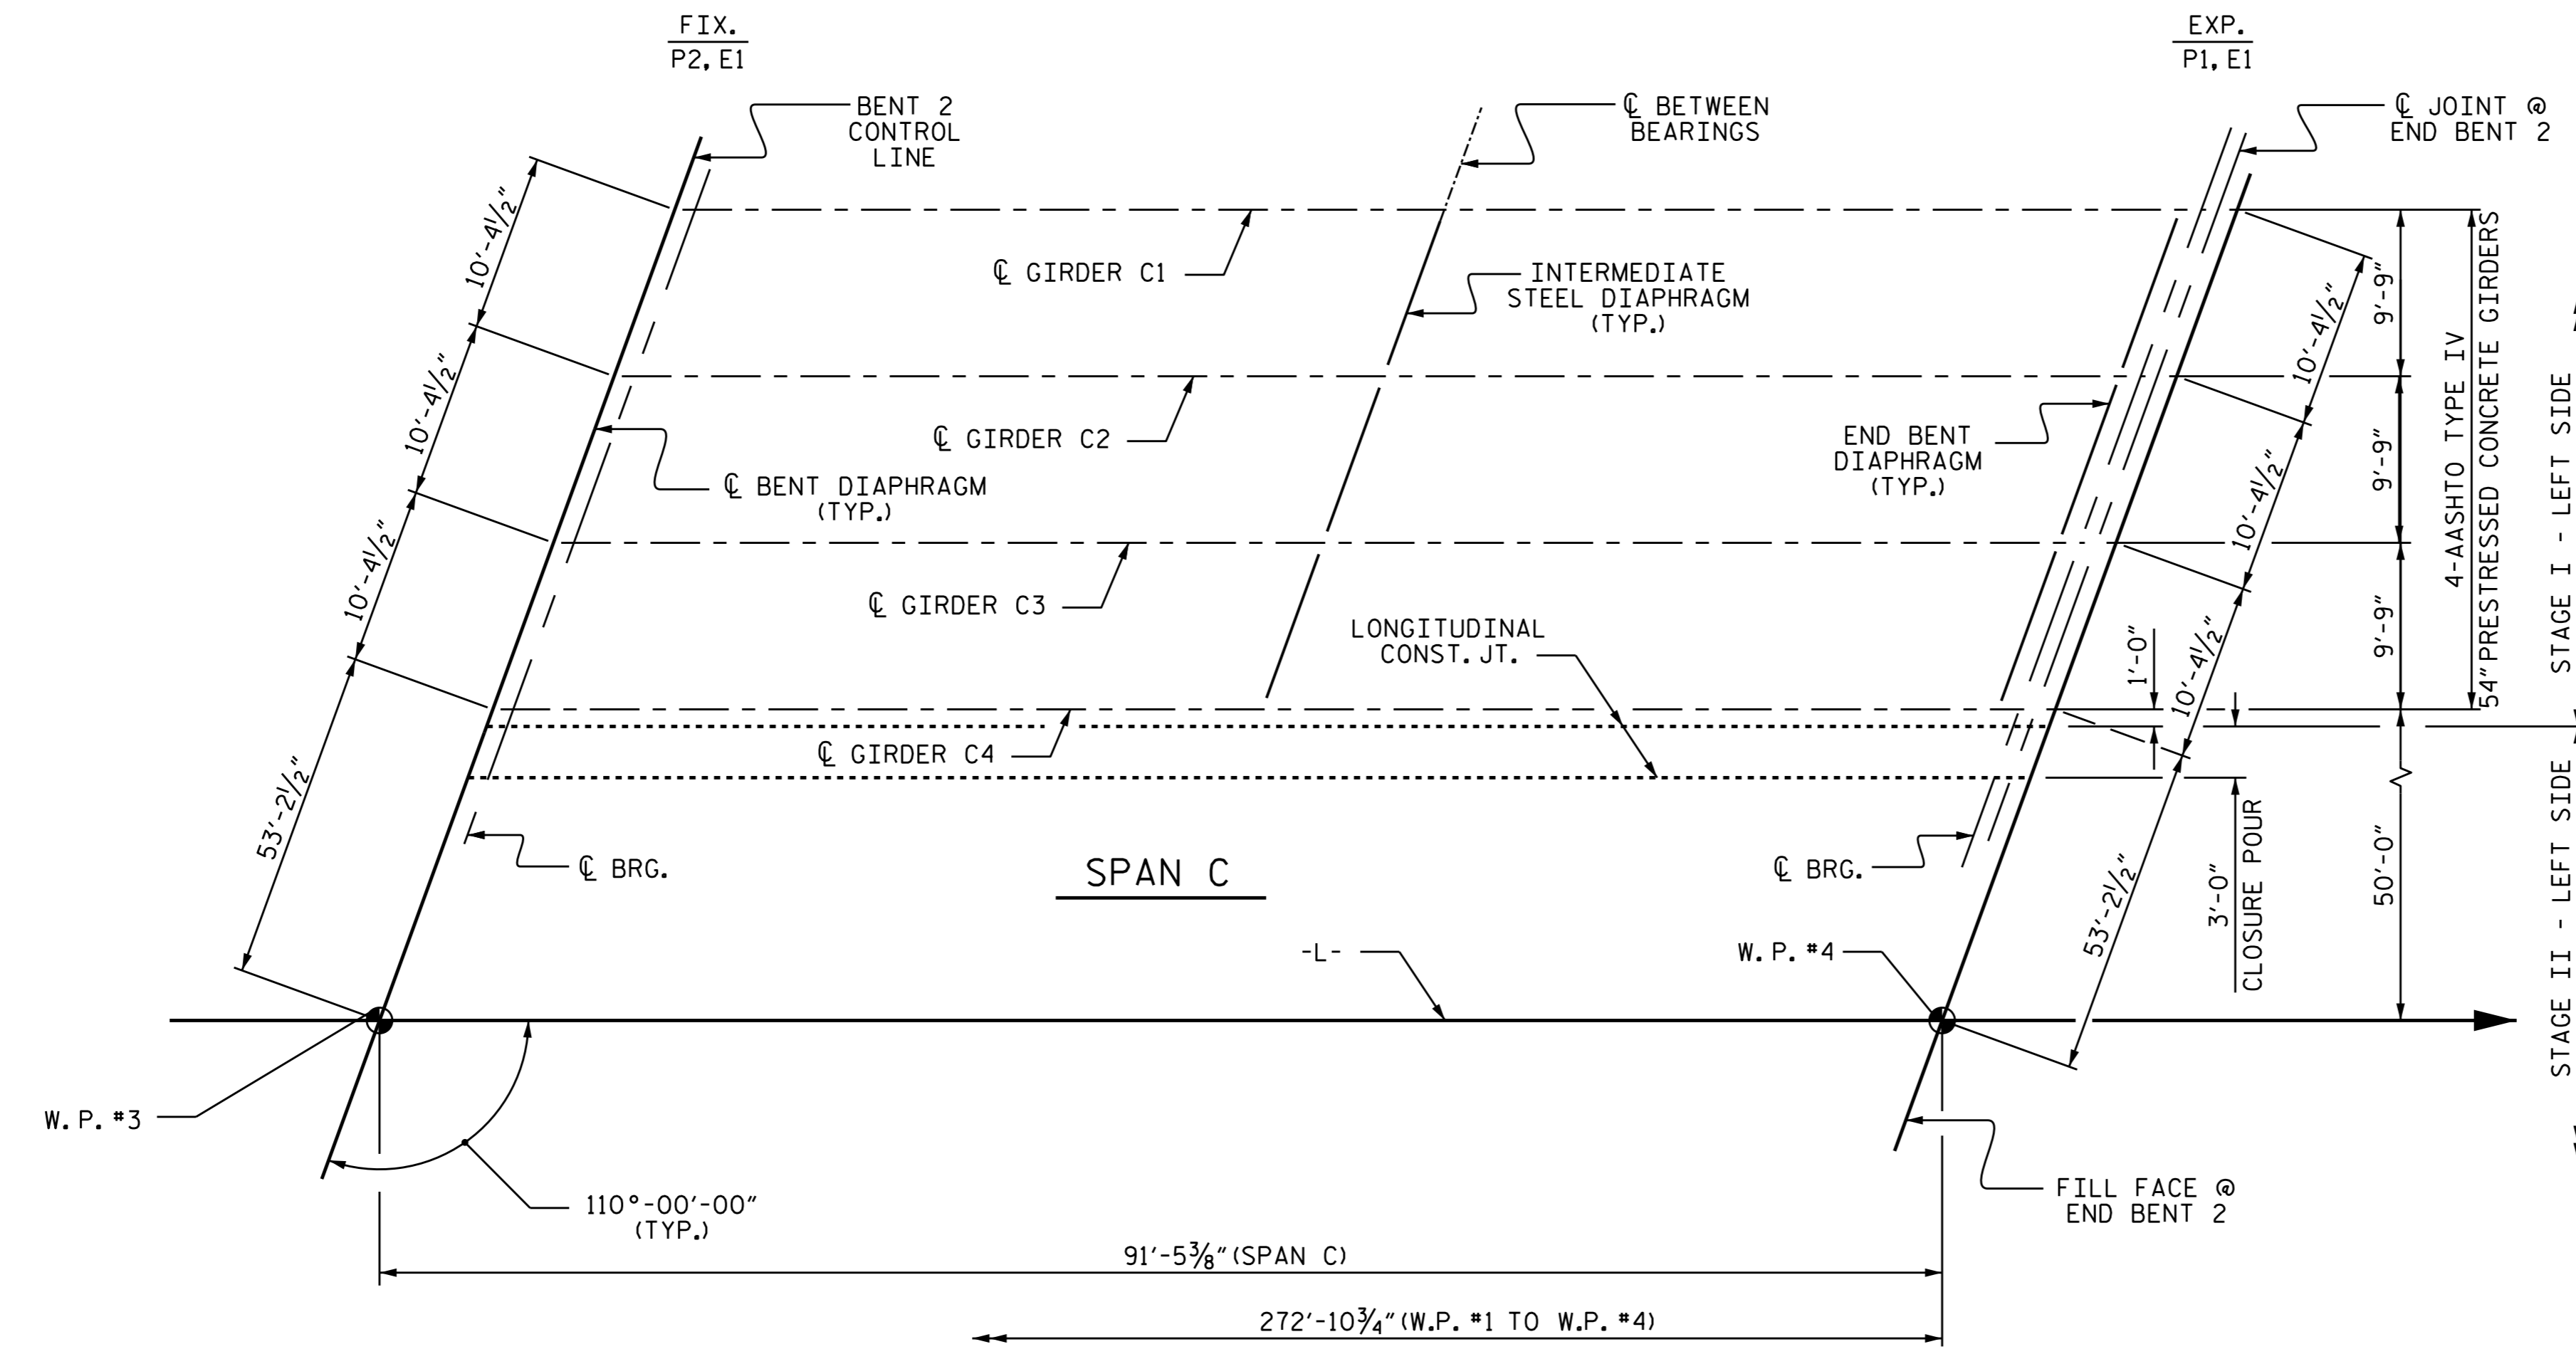 FIX.
P2, E1
EXP.
P1, E1
BENT 2
CONTROL
LINE
℄ BETWEEN
BEARINGS
℄ JOINT @
END BENT 2
10'-4½"
10'-4½"
10'-4½"
53'-2½"
℄ GIRDER C1
INTERMEDIATE
STEEL DIAPHRAGM
(TYP.)
℄ GIRDER C2
℄ BENT DIAPHRAGM
(TYP.)
END BENT
DIAPHRAGM
(TYP.)
℄ GIRDER C3
LONGITUDINAL
CONST. JT.
℄ GIRDER C4
10'-4½"
10'-4½"
10'-4½"
53'-2½"
9'-9"
9'-9"
9'-9"
1'-0"
3'-0"
CLOSURE POUR
50'-0"
4-AASHTO TYPE IV
54" PRESTRESSED CONCRETE GIRDERS
STAGE I - LEFT SIDE
STAGE II - LEFT SIDE
℄ BRG.
SPAN C
℄ BRG.
-L-
W.P. #4
W.P. #3
110°-00'-00"
(TYP.)
FILL FACE @
END BENT 2
91'-5⅜" (SPAN C)
272'-10¾" (W.P. #1 TO W.P. #4)